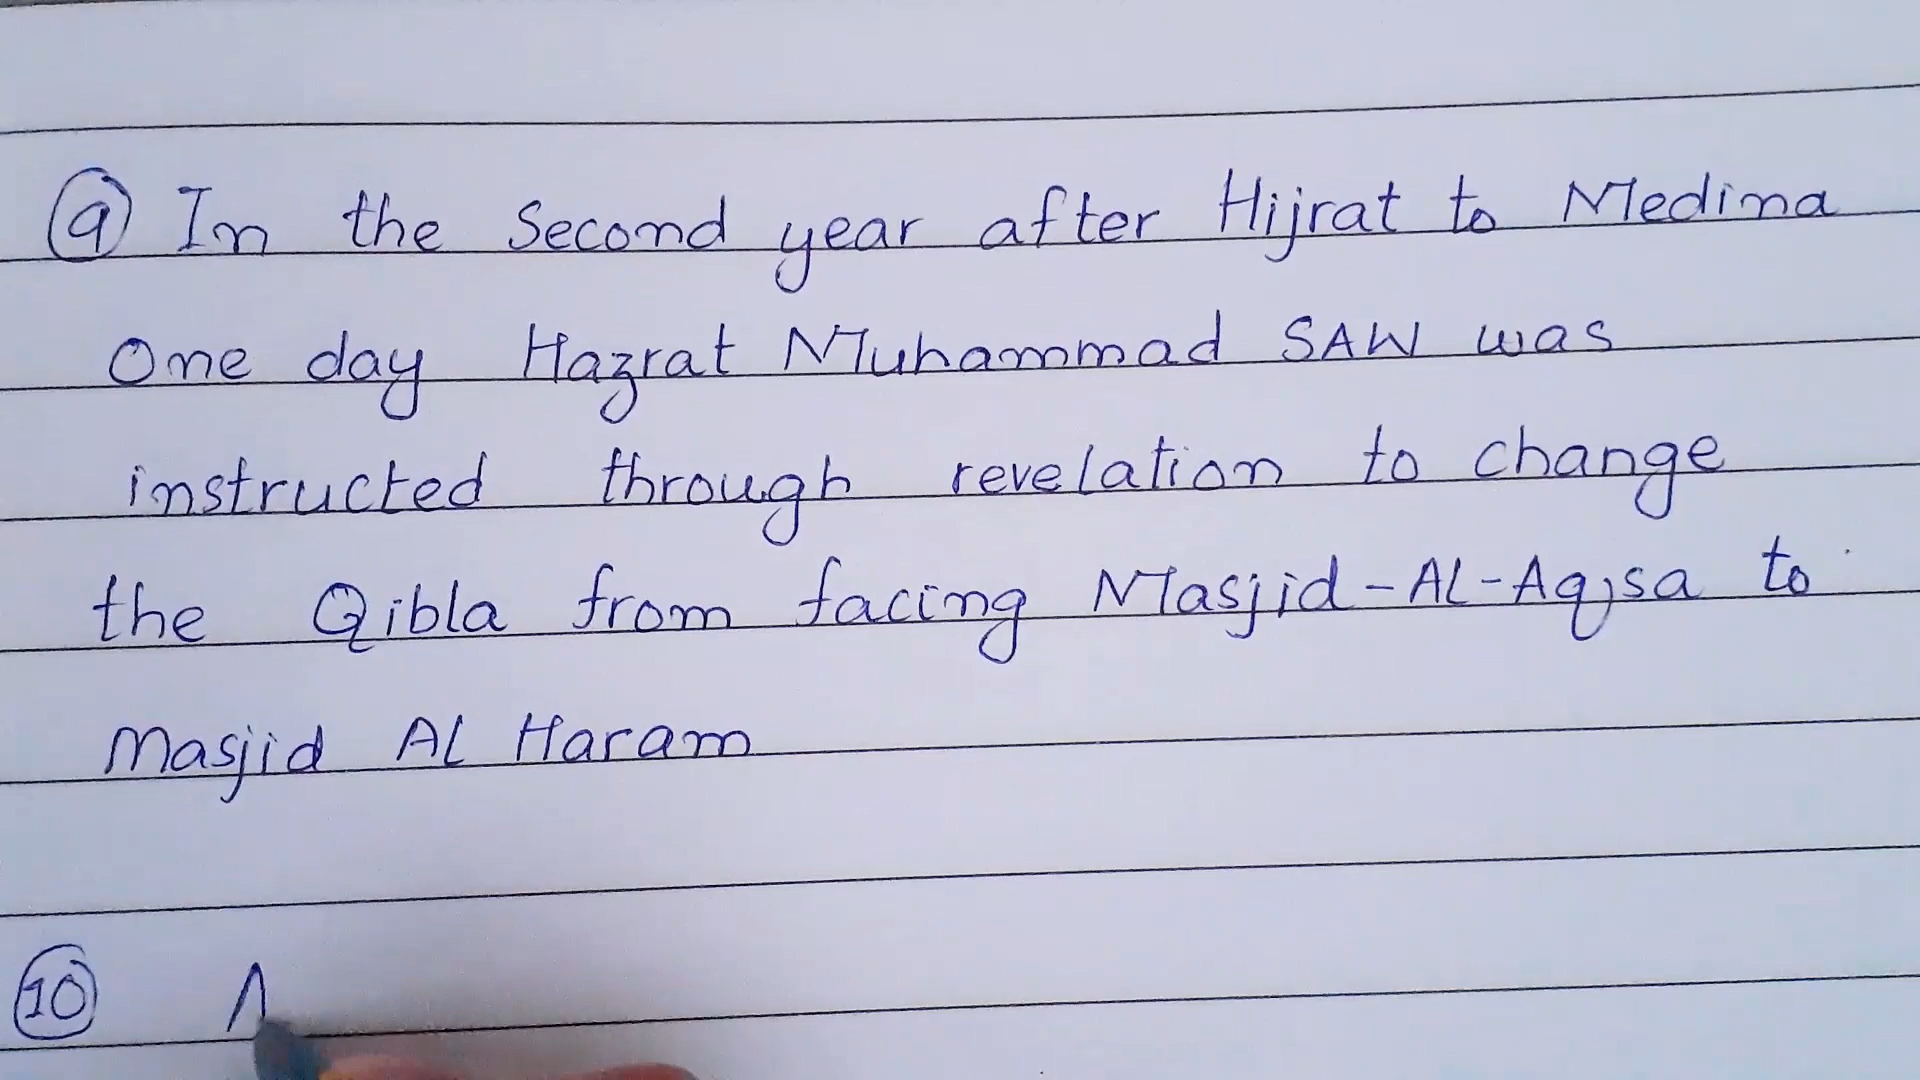 9 In the Second year after Hijrat to Medina
One day Hazrat Muhammad SAW was
instructed through revelation to change
the Qibla from facing Masjid-AL-Aqsa to
Masjid AL Haram
10